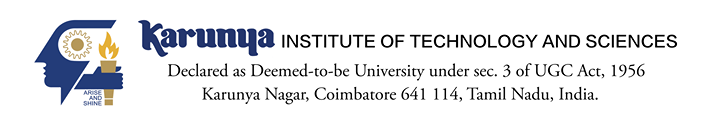 Karunya INSTITUTE OF TECHNOLOGY AND SCIENCES
Declared as Deemed-to-be University under sec. 3 of UGC Act, 1956
Karunya Nagar, Coimbatore 641 114, Tamil Nadu, India.
ARISE
AND
SHINE